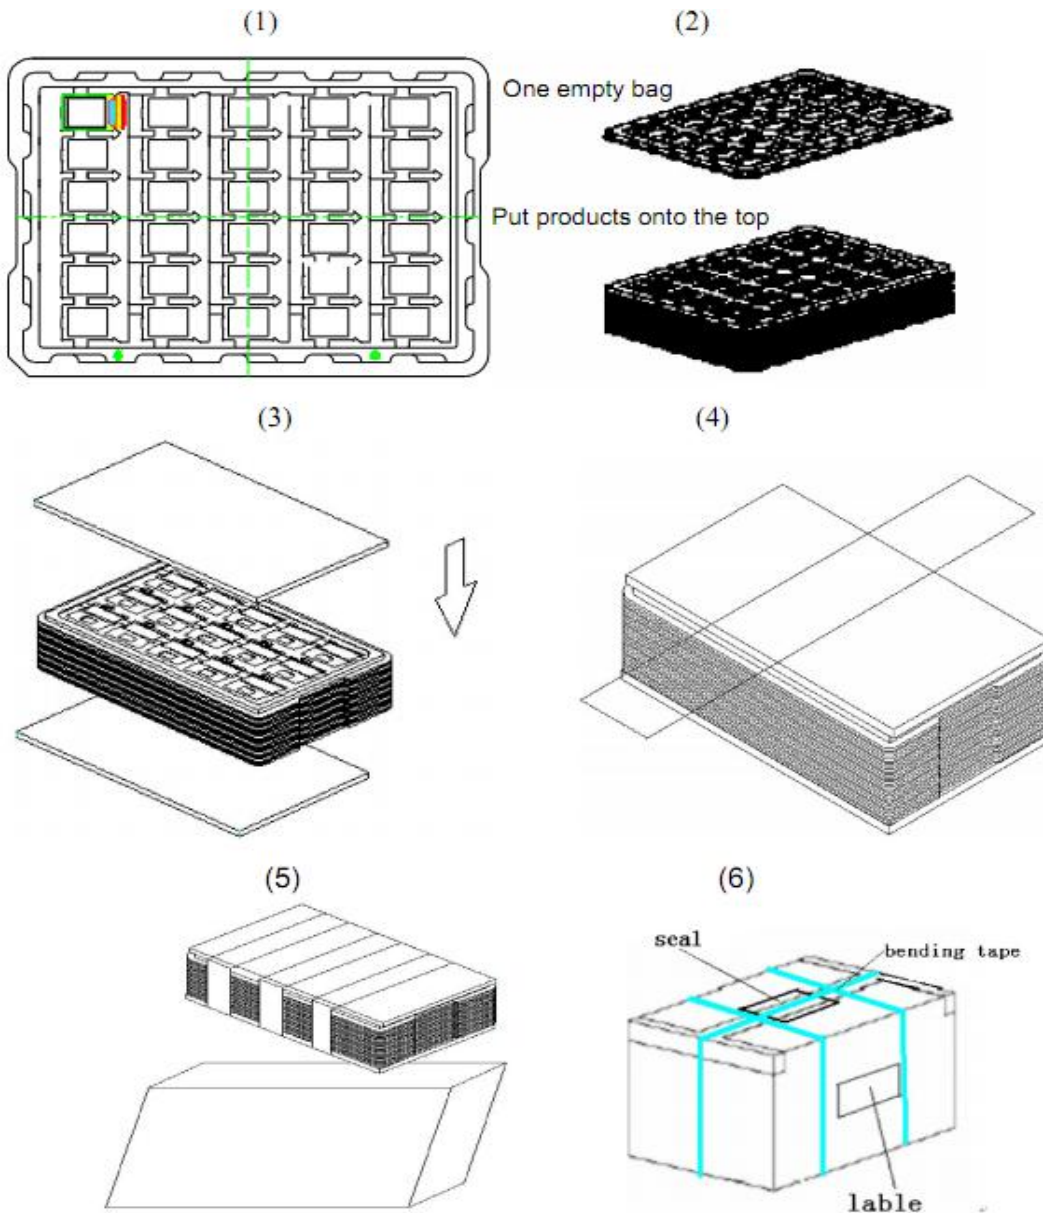 (1)
(2)
One empty bag
Put products onto the top
(3)
(4)
(5)
(6)
seal
bending tape
lable